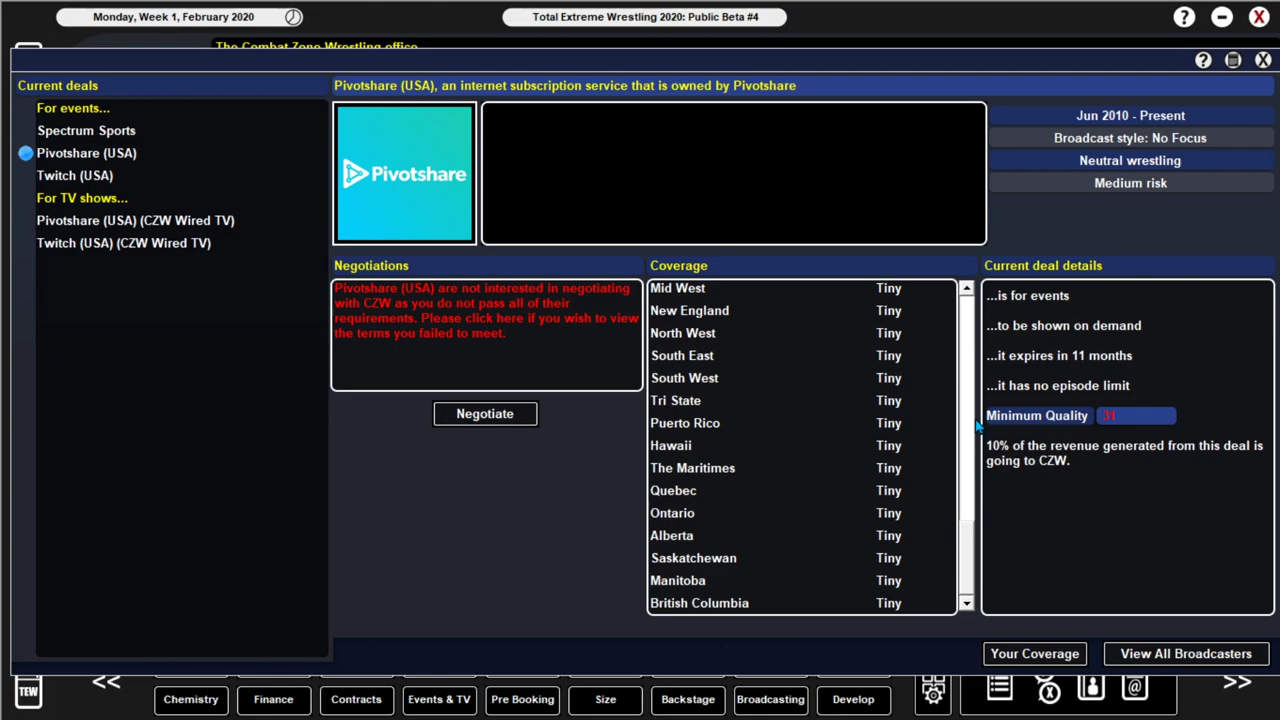 Monday, Week 1, February 2020
Total Extreme Wrestling 2020: Public Beta #4
?
X
The Combat Zone Wrestling office
?
X
Current deals
Pivotshare (USA), an internet subscription service that is owned by Pivotshare
For events...
Spectrum Sports
Pivotshare (USA)
Twitch (USA)
For TV shows...
Pivotshare (USA) (CZW Wired TV)
Twitch (USA) (CZW Wired TV)
Pivotshare
Jun 2010 - Present
Broadcast style: No Focus
Neutral wrestling
Medium risk
Negotiations
Pivotshare (USA) are not interested in negotiating
with CZW as you do not pass all of their
requirements. Please click here if you wish to view
the terms you failed to meet.
Negotiate
Coverage
Mid West Tiny
New England Tiny
North West Tiny
South East Tiny
South West Tiny
Tri State Tiny
Puerto Rico Tiny
Hawaii Tiny
The Maritimes Tiny
Quebec Tiny
Ontario Tiny
Alberta Tiny
Saskatchewan Tiny
Manitoba Tiny
British Columbia Tiny
Current deal details
...is for events
...to be shown on demand
...it expires in 11 months
...it has no episode limit
Minimum Quality 31
10% of the revenue generated from this deal is
going to CZW.
Your Coverage
View All Broadcasters
TEW
<<
Chemistry
Finance
Contracts
Events & TV
Pre Booking
Size
Backstage
Broadcasting
Develop
@
>>